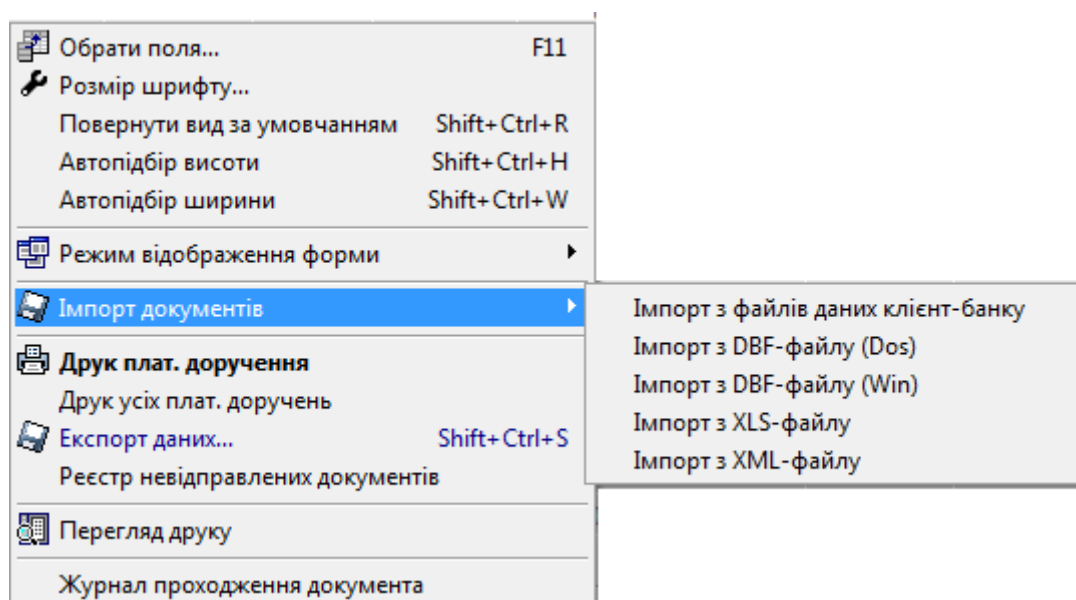 Обрати поля... F11
Розмір шрифту...
Повернути вид за умовчанням Shift+Ctrl+R
Автопідбір висоти Shift+Ctrl+H
Автопідбір ширини Shift+Ctrl+W
Режим відображення форми
Імпорт документів
Імпорт з файлів даних клієнт-банку
Імпорт з DBF-файлу (Dos)
Імпорт з DBF-файлу (Win)
Імпорт з XLS-файлу
Імпорт з XML-файлу
Друк плат. доручення
Друк усіх плат. доручень
Експорт даних... Shift+Ctrl+S
Реєстр невідправлених документів
Перегляд друку
Журнал проходження документа